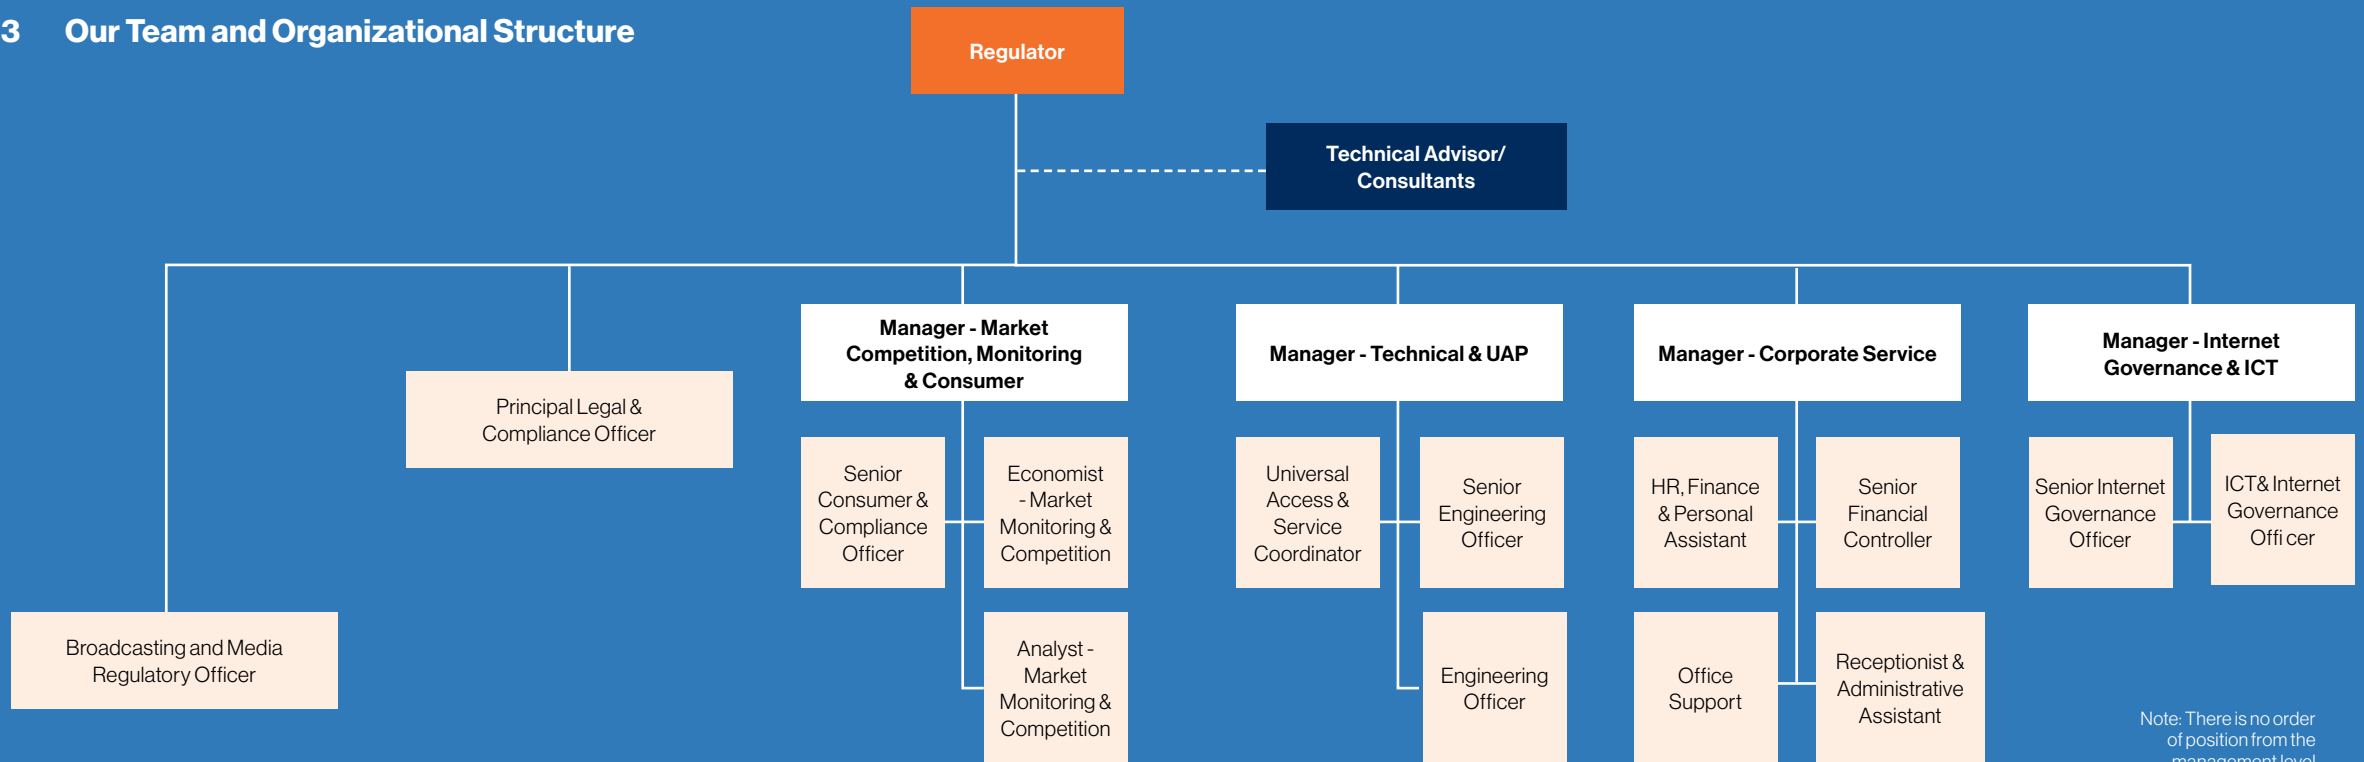 3 Our Team and Organizational Structure
Regulator
Technical Advisor/
Consultants
Manager - Market
Competition, Monitoring
& Consumer
Manager - Technical & UAP
Manager - Corporate Service
Manager - Internet
Governance & ICT
Principal Legal &
Compliance Officer
Senior
Consumer &
Compliance
Officer
Economist
- Market
Monitoring &
Competition
Universal
Access &
Service
Coordinator
Senior
Engineering
Officer
HR, Finance
& Personal
Assistant
Senior
Financial
Controller
Senior Internet
Governance
Officer
ICT& Internet
Governance
Offi cer
Broadcasting and Media
Regulatory Officer
Analyst -
Market
Monitoring &
Competition
Engineering
Officer
Office
Support
Receptionist &
Administrative
Assistant
Note: There is no order
of position from the
management level